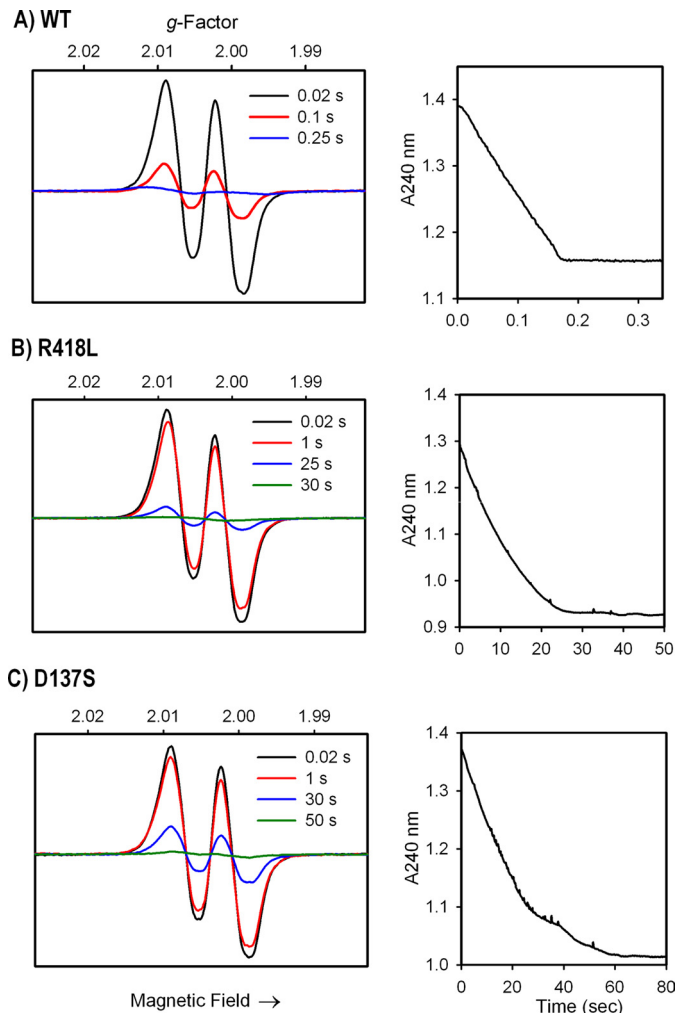 A) WT
g-Factor
2.02 2.01 2.00 1.99
0.02 s
0.1 s
0.25 s
1.4
1.3
1.2
1.1
A240 nm
0.0 0.1 0.2 0.3
B) R418L
2.02 2.01 2.00 1.99
0.02 s
1 s
25 s
30 s
1.4
1.3
1.2
1.1
1.0
0.9
A240 nm
0 10 20 30 40 50
C) D137S
2.02 2.01 2.00 1.99
0.02 s
1 s
30 s
50 s
1.4
1.3
1.2
1.1
1.0
A240 nm
0 20 40 60 80
Magnetic Field →
Time (sec)